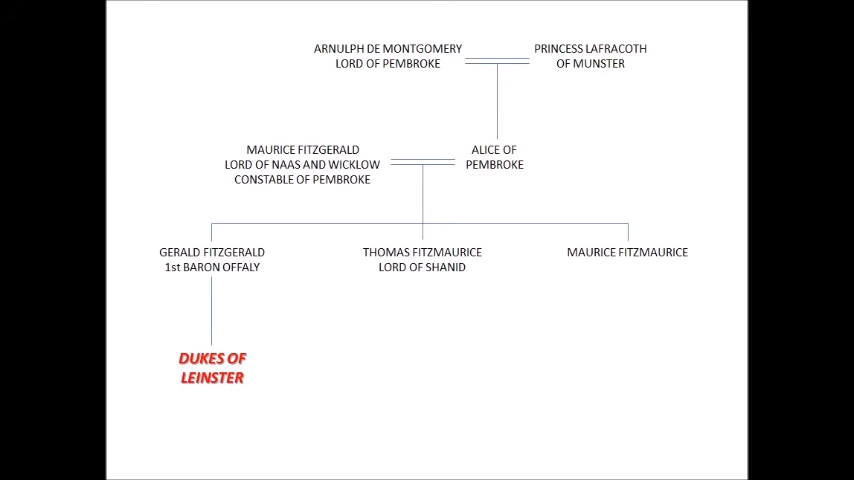 ARNULPH DE MONTGOMERY
LORD OF PEMBROKE
PRINCESS LAFRACOTH
OF MUNSTER
MAURICE FITZGERALD
LORD OF NAAS AND WICKLOW
CONSTABLE OF PEMBROKE
ALICE OF
PEMBROKE
GERALD FITZGERALD
1st BARON OFFALY
THOMAS FITZMAURICE
LORD OF SHANID
MAURICE FITZMAURICE
DUKES OF
LEINSTER